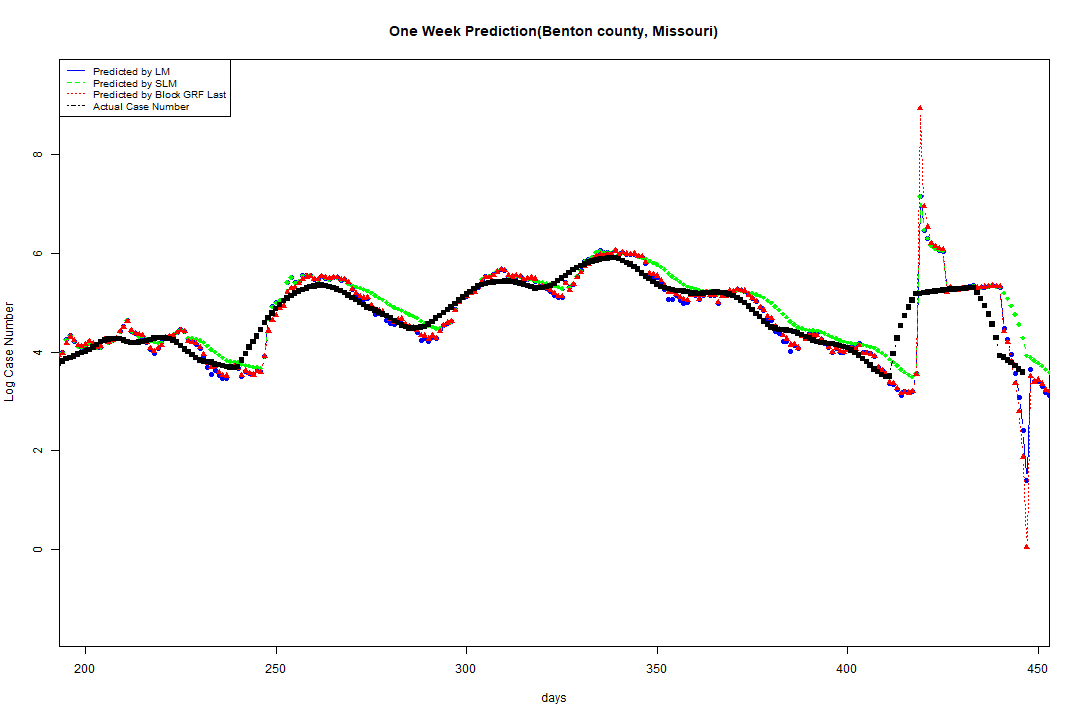 One Week Prediction(Benton county, Missouri)
Predicted by LM
Predicted by SLM
Predicted by Block GRF Last
Actual Case Number
8
6
4
2
0
Log Case Number
200
250
300
350
400
450
days